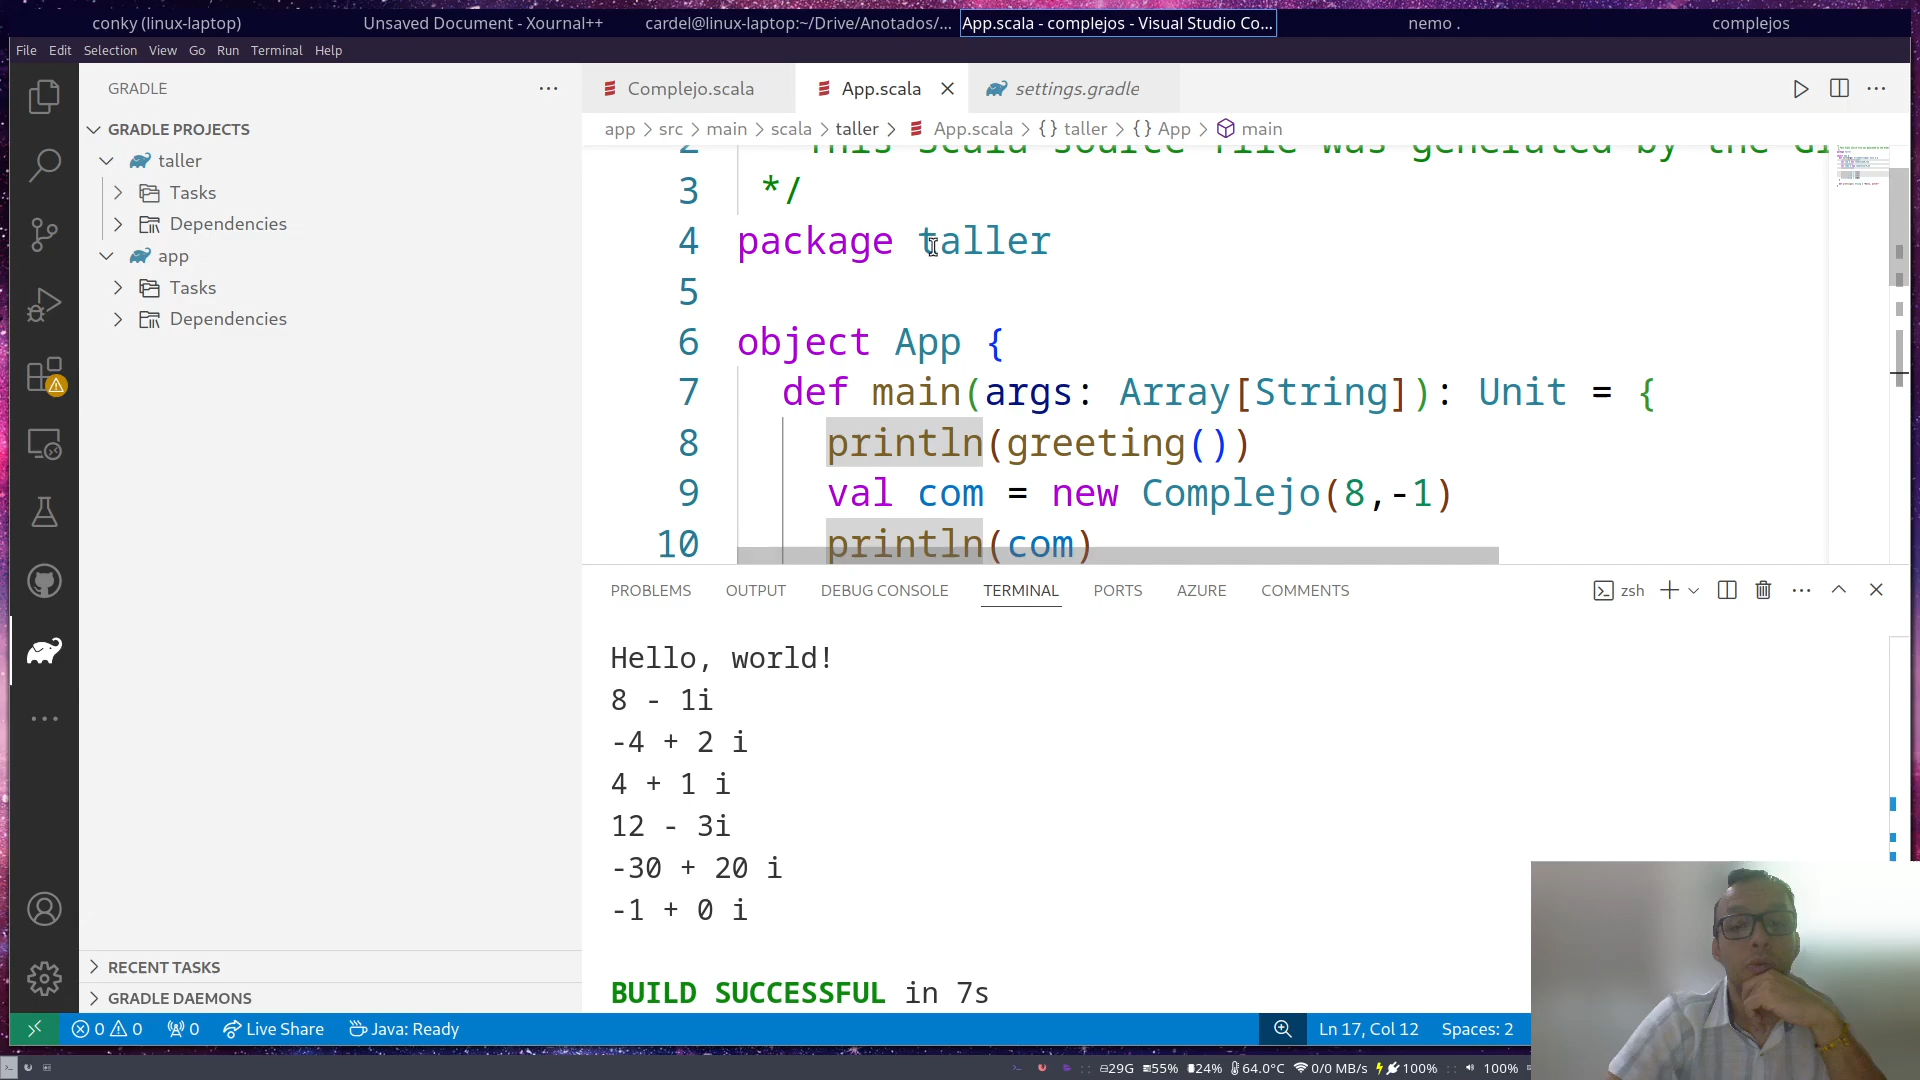 conky (linux-laptop) Unsaved Document - Xournal++ cardel@linux-laptop:~/Drive/Anotados/... App.scala - complejos - Visual Studio Co... nemo . complejos
File Edit Selection View Go Run Terminal Help
GRADLE
Complejo.scala App.scala settings.gradle
app > src > main > scala > taller > App.scala > {} taller > {} App > main
GRADLE PROJECTS
taller
Tasks
Dependencies
app
Tasks
Dependencies
2 This Scala source file was generated by the G
3 */
4 package taller
5
6 object App {
7 def main(args: Array[String]): Unit = {
8 println(greeting())
9 val com = new Complejo(8,-1)
10 println(com)
PROBLEMS OUTPUT DEBUG CONSOLE TERMINAL PORTS AZURE COMMENTS zsh
Hello, world!
8 - 1i
-4 + 2 i
4 + 1 i
12 - 3i
-30 + 20 i
-1 + 0 i
BUILD SUCCESSFUL in 7s
RECENT TASKS
GRADLE DAEMONS
0 0 0 Live Share Java: Ready Ln 17, Col 12 Spaces: 2
29G 55% 24% 64.0°C 0/0 MB/s 100% 100%